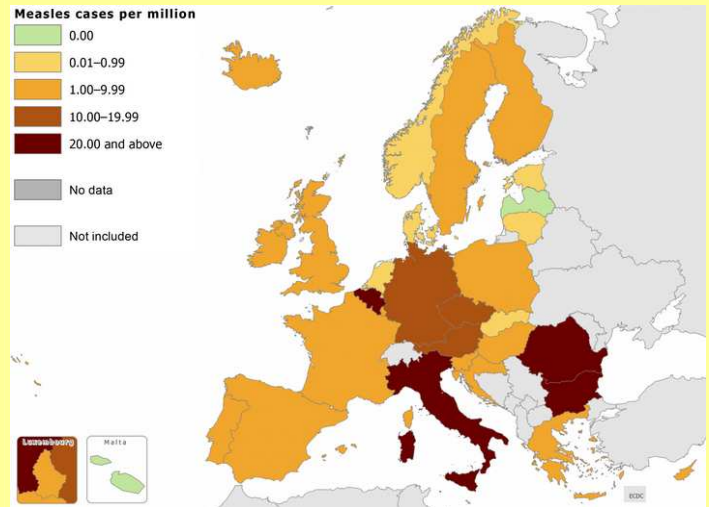 Measles cases per million
0.00
0.01–0.99
1.00–9.99
10.00–19.99
20.00 and above
No data
Not included
Luxembourg
Malta
ECDC